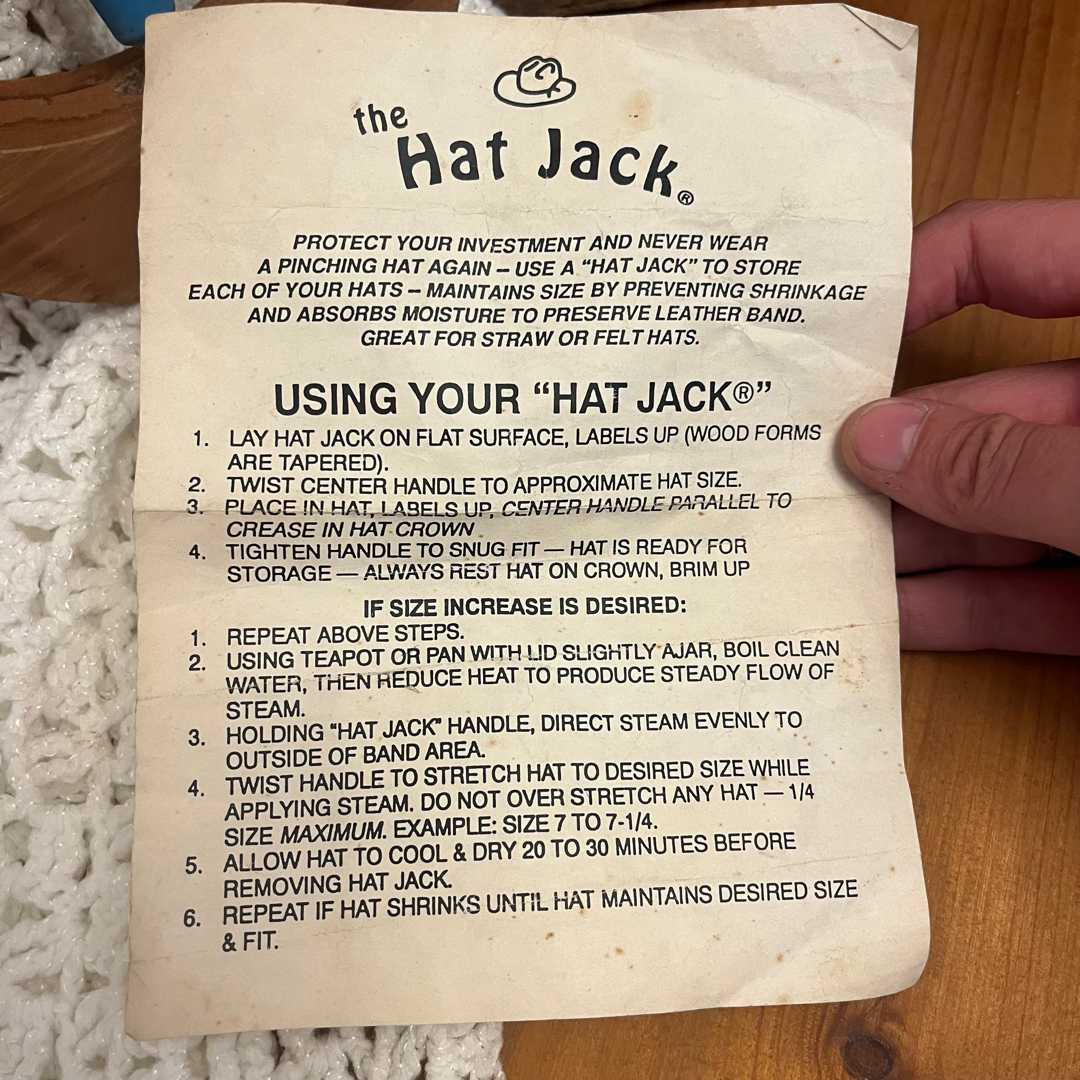 the
Hat Jack®
PROTECT YOUR INVESTMENT AND NEVER WEAR
A PINCHING HAT AGAIN – USE A "HAT JACK" TO STORE
EACH OF YOUR HATS – MAINTAINS SIZE BY PREVENTING SHRINKAGE
AND ABSORBS MOISTURE TO PRESERVE LEATHER BAND.
GREAT FOR STRAW OR FELT HATS.
USING YOUR "HAT JACK®"
1. LAY HAT JACK ON FLAT SURFACE, LABELS UP (WOOD FORMS
ARE TAPERED).
2. TWIST CENTER HANDLE TO APPROXIMATE HAT SIZE.
3. PLACE IN HAT, LABELS UP, CENTER HANDLE PARALLEL TO
CREASE IN HAT CROWN.
4. TIGHTEN HANDLE TO SNUG FIT — HAT IS READY FOR
STORAGE — ALWAYS REST HAT ON CROWN, BRIM UP
IF SIZE INCREASE IS DESIRED:
1. REPEAT ABOVE STEPS.
2. USING TEAPOT OR PAN WITH LID SLIGHTLY AJAR, BOIL CLEAN
WATER, THEN REDUCE HEAT TO PRODUCE STEADY FLOW OF
STEAM.
3. HOLDING "HAT JACK" HANDLE, DIRECT STEAM EVENLY TO
OUTSIDE OF BAND AREA.
4. TWIST HANDLE TO STRETCH HAT TO DESIRED SIZE WHILE
APPLYING STEAM. DO NOT OVER STRETCH ANY HAT — 1/4
SIZE MAXIMUM. EXAMPLE: SIZE 7 TO 7-1/4.
5. ALLOW HAT TO COOL & DRY 20 TO 30 MINUTES BEFORE
REMOVING HAT JACK.
6. REPEAT IF HAT SHRINKS UNTIL HAT MAINTAINS DESIRED SIZE
& FIT.